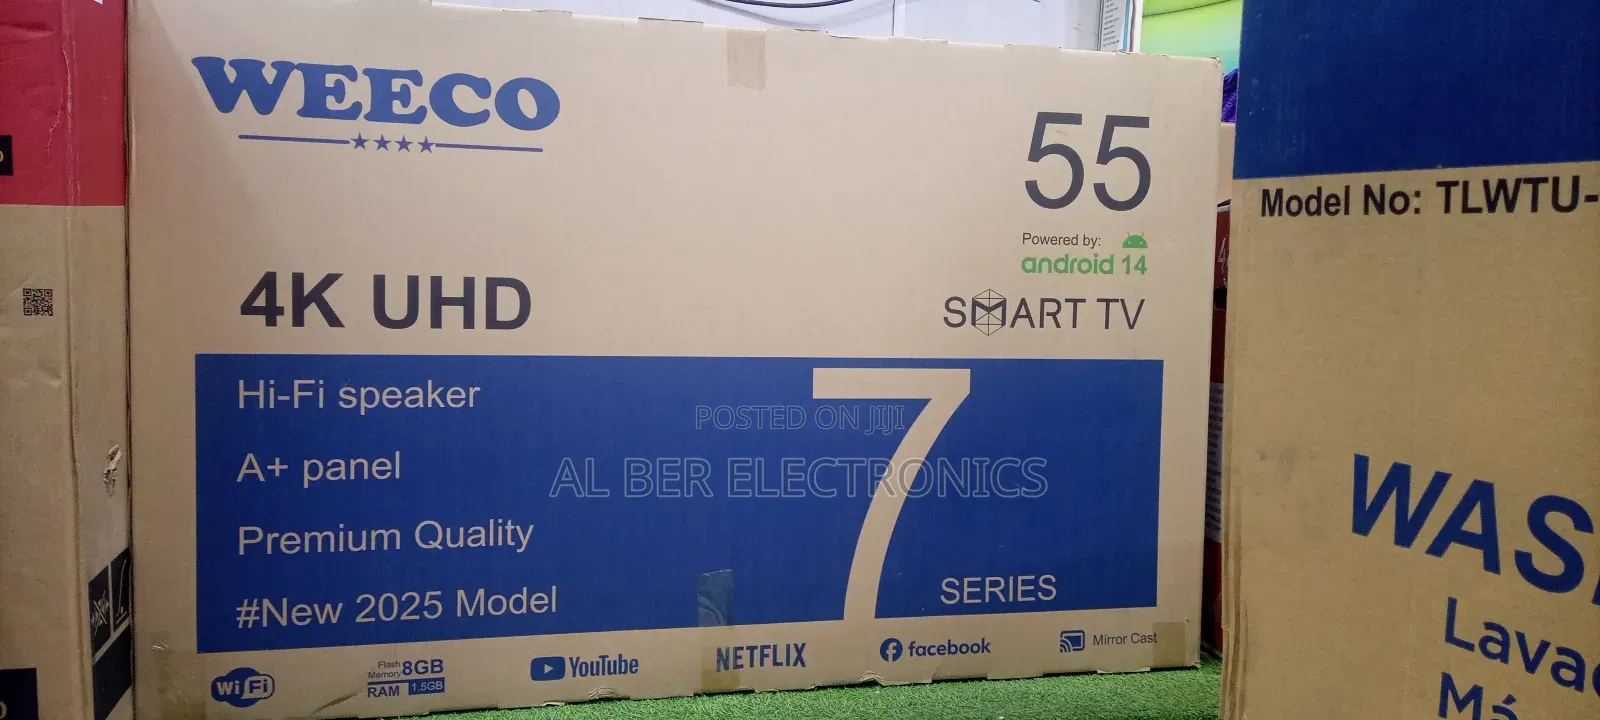 WEECO
55
Powered by:
android 14
SMART TV
4K UHD
Hi-Fi speaker
A+ panel
Premium Quality
#New 2025 Model
7
SERIES
POSTED ON JIJI
AL BER ELECTRONICS
WiFi
Flash Memory 8GB
RAM 1.5GB
YouTube
NETFLIX
facebook
Mirror Cast
Model No: TLWTU-
WAS
Lava
Má